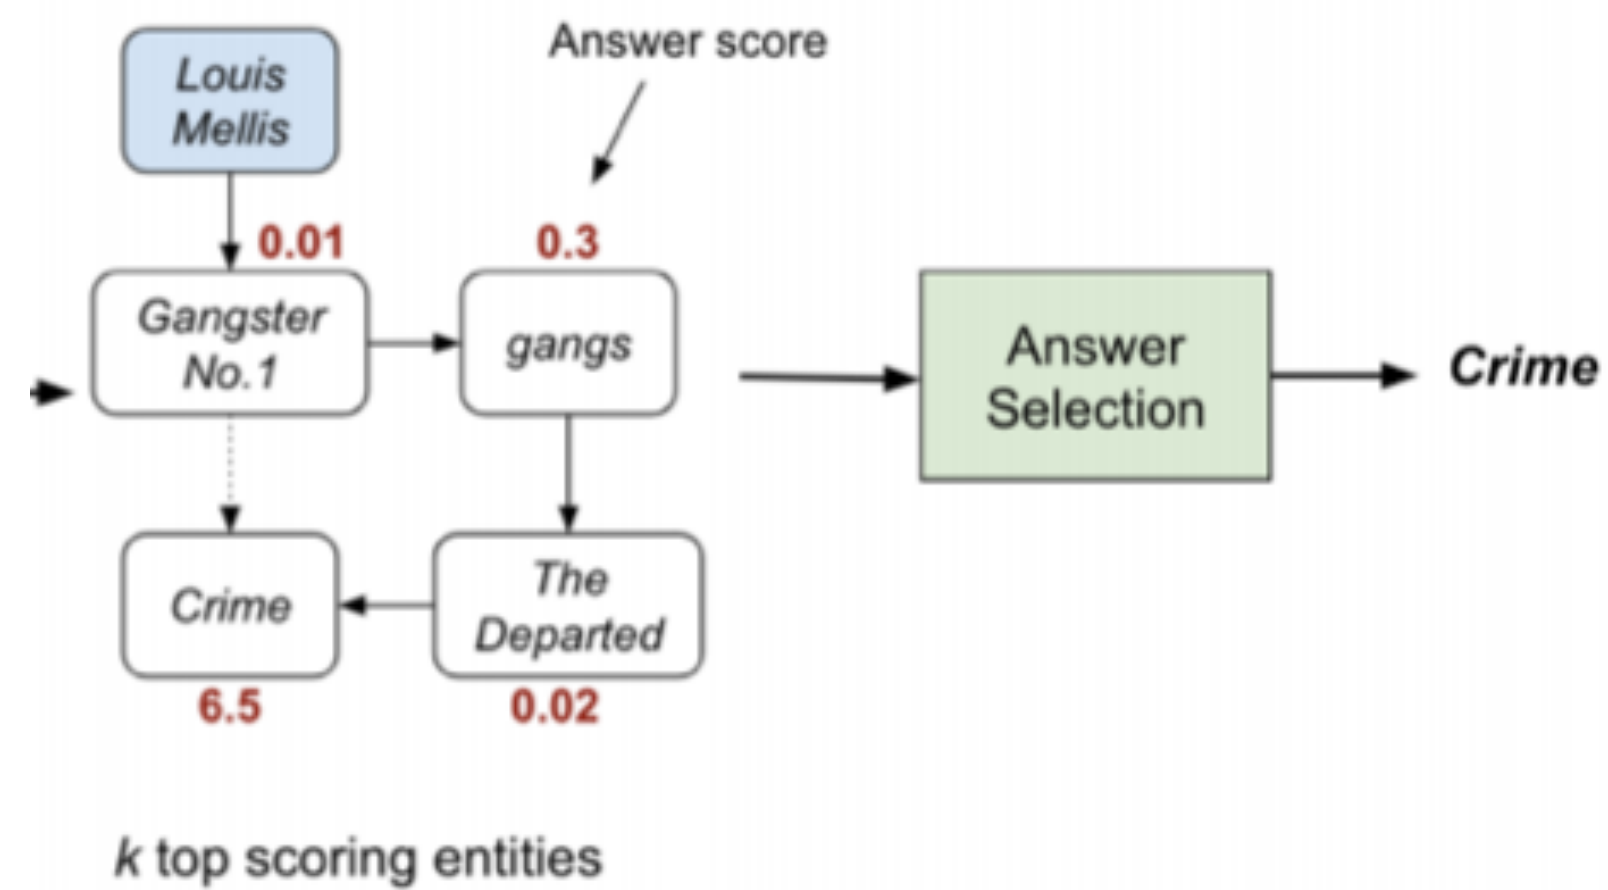 Louis
Mellis
Answer score
0.01
0.3
Gangster
No.1
gangs
Answer
Selection
Crime
Crime
The
Departed
6.5
0.02
k top scoring entities